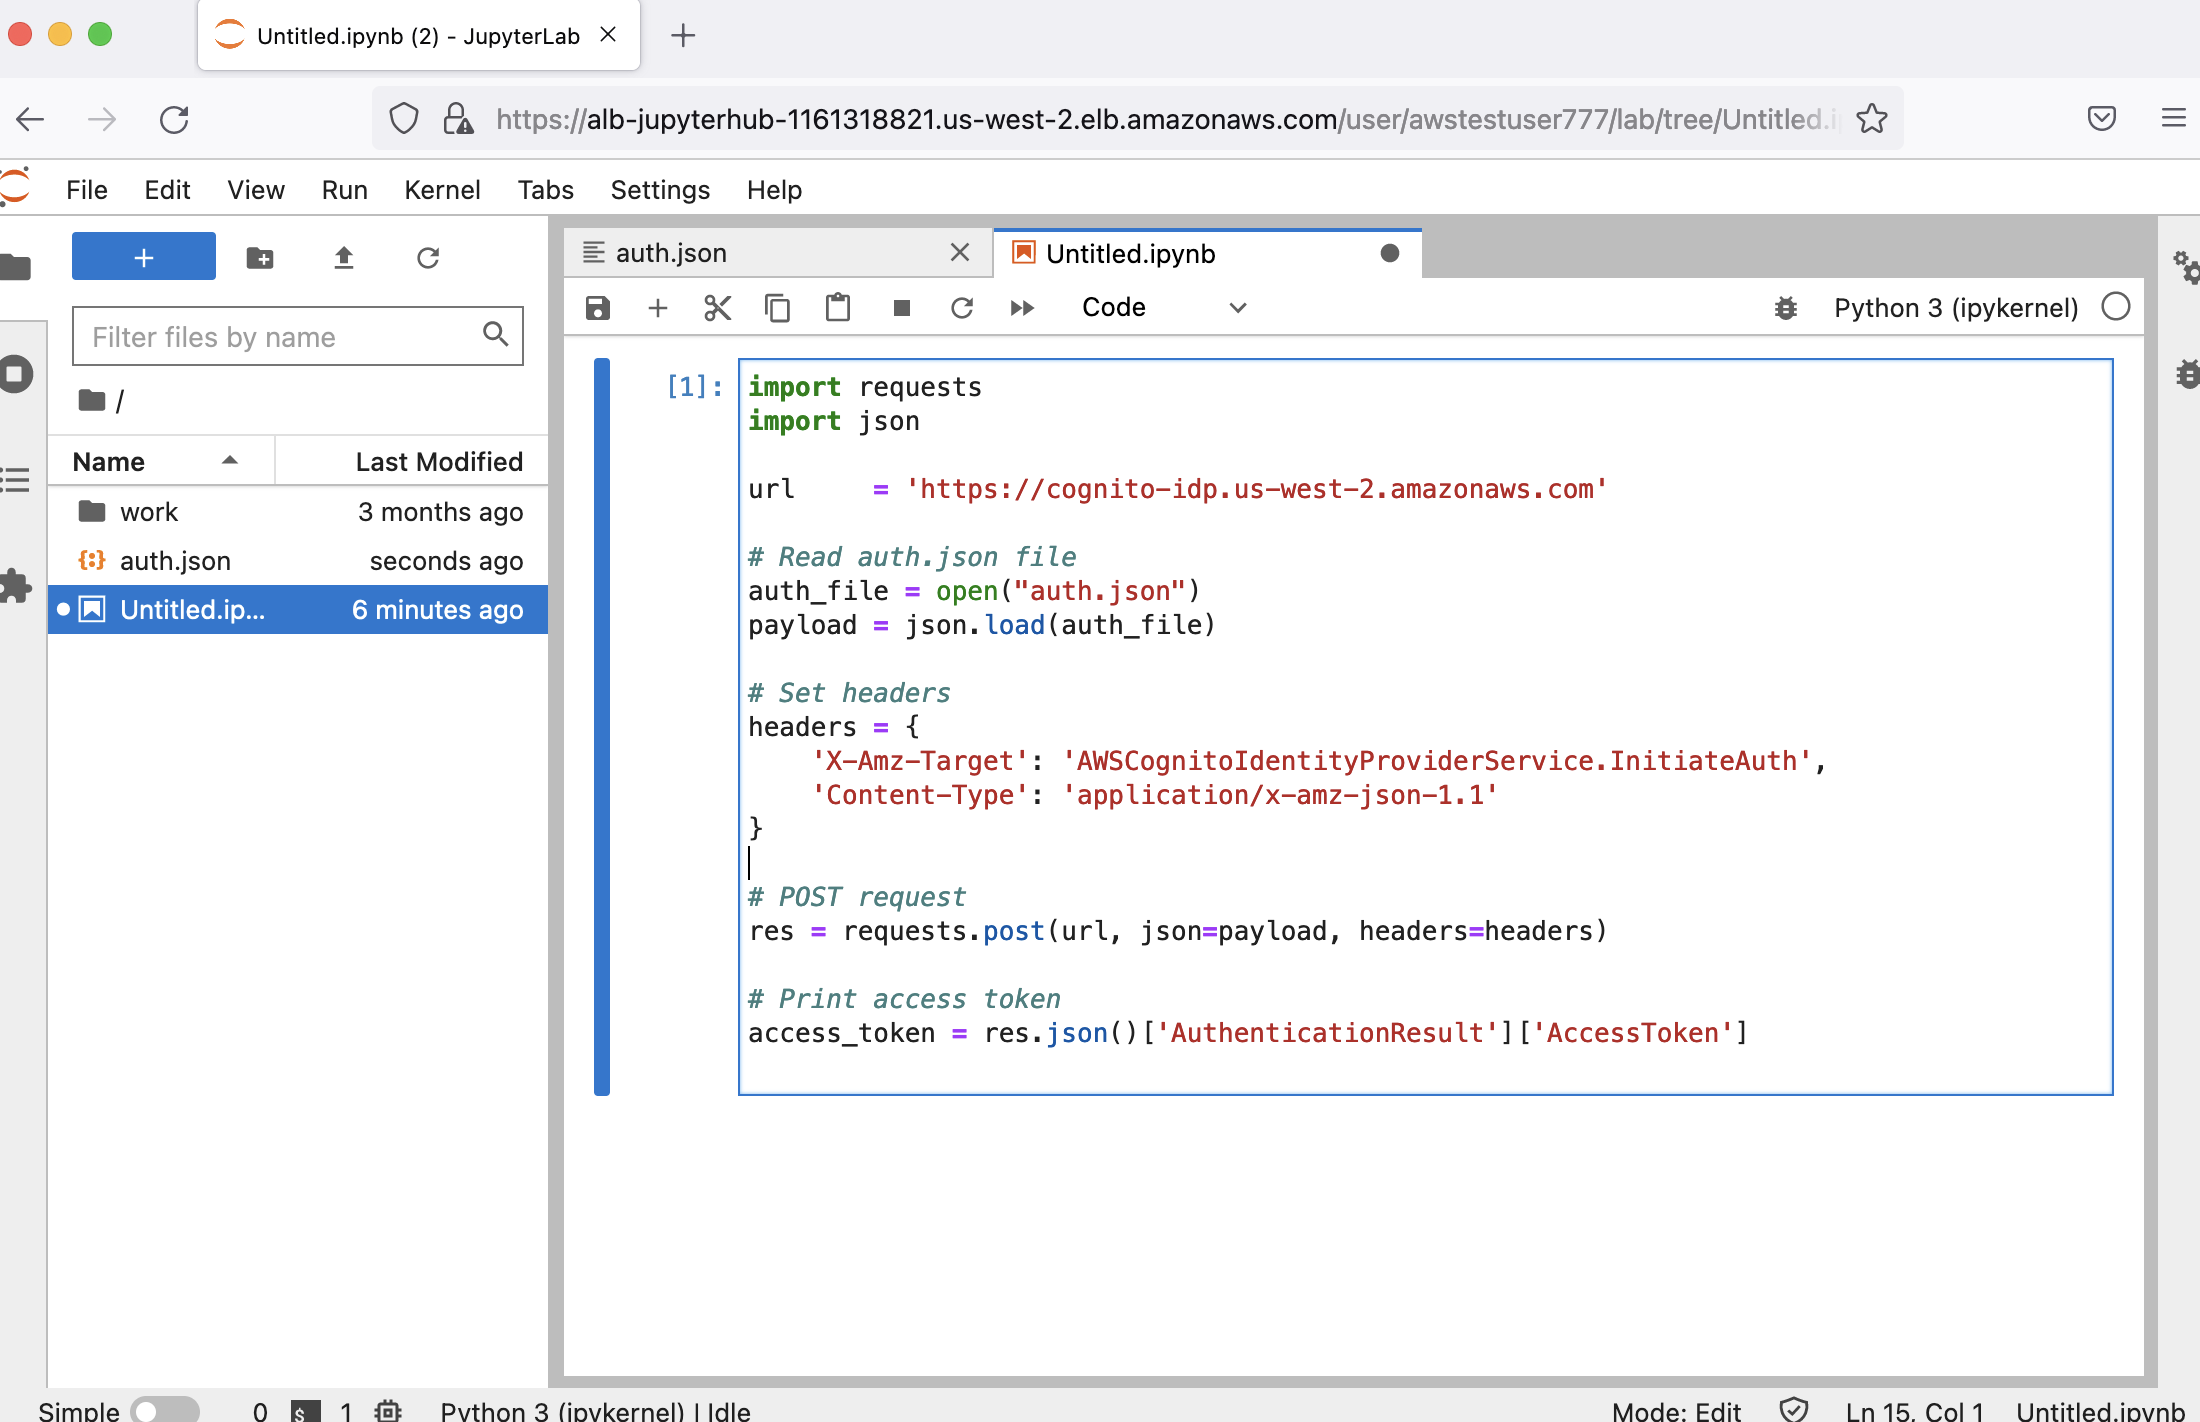 Untitled.ipynb (2) - JupyterLab
https://alb-jupyterhub-1161318821.us-west-2.elb.amazonaws.com/user/awstestuser777/lab/tree/Untitled.i
File Edit View Run Kernel Tabs Settings Help
auth.json
Untitled.ipynb
Code
Python 3 (ipykernel)
Filter files by name
/
Name Last Modified
work 3 months ago
auth.json seconds ago
Untitled.ip... 6 minutes ago
[1]:
import requests
import json
url     = 'https://cognito-idp.us-west-2.amazonaws.com'
# Read auth.json file
auth_file = open("auth.json")
payload = json.load(auth_file)
# Set headers
headers = {
    'X-Amz-Target': 'AWSCognitoIdentityProviderService.InitiateAuth',
    'Content-Type': 'application/x-amz-json-1.1'
}
# POST request
res = requests.post(url, json=payload, headers=headers)
# Print access token
access_token = res.json()['AuthenticationResult']['AccessToken']
Simple 0 $ 1 Python 3 (ipykernel) | Idle Mode: Edit Ln 15, Col 1 Untitled.ipynb